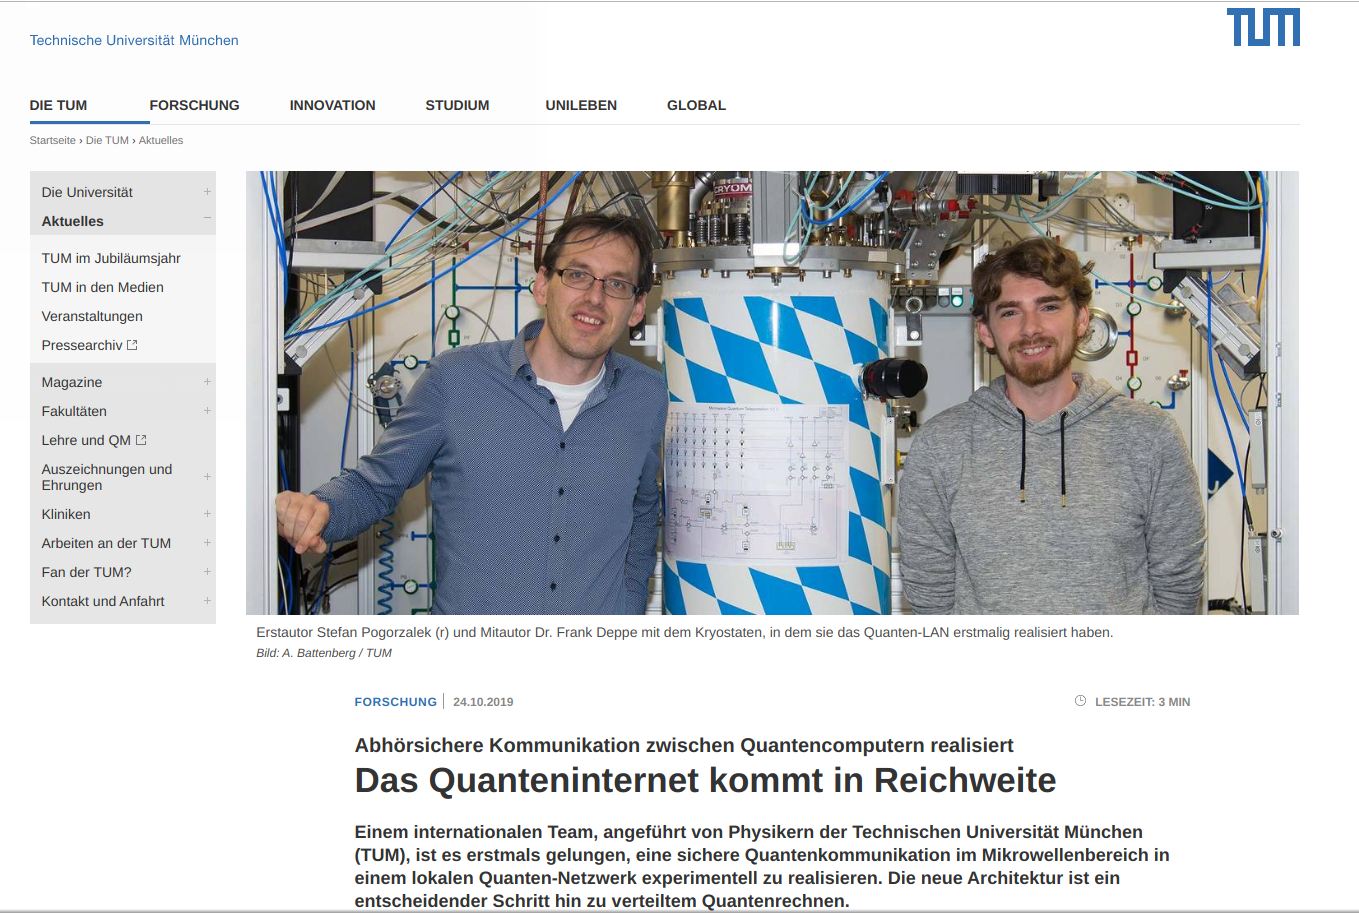 Technische Universität München
TUM
DIE TUM
FORSCHUNG
INNOVATION
STUDIUM
UNILEBEN
GLOBAL
Startseite › Die TUM › Aktuelles
Die Universität +
Aktuelles −
TUM im Jubiläumsjahr
TUM in den Medien
Veranstaltungen
Pressearchiv
Magazine +
Fakultäten +
Lehre und QM
Auszeichnungen und
Ehrungen +
Kliniken +
Arbeiten an der TUM +
Fan der TUM? +
Kontakt und Anfahrt +
CRYOM
Erstautor Stefan Pogorzalek (r) und Mitautor Dr. Frank Deppe mit dem Kryostaten, in dem sie das Quanten-LAN erstmalig realisiert haben.
Bild: A. Battenberg / TUM
FORSCHUNG | 24.10.2019
LESEZEIT: 3 MIN
Abhörsichere Kommunikation zwischen Quantencomputern realisiert
Das Quanteninternet kommt in Reichweite
Einem internationalen Team, angeführt von Physikern der Technischen Universität München
(TUM), ist es erstmals gelungen, eine sichere Quantenkommunikation im Mikrowellenbereich in
einem lokalen Quanten-Netzwerk experimentell zu realisieren. Die neue Architektur ist ein
entscheidender Schritt hin zu verteiltem Quantenrechnen.